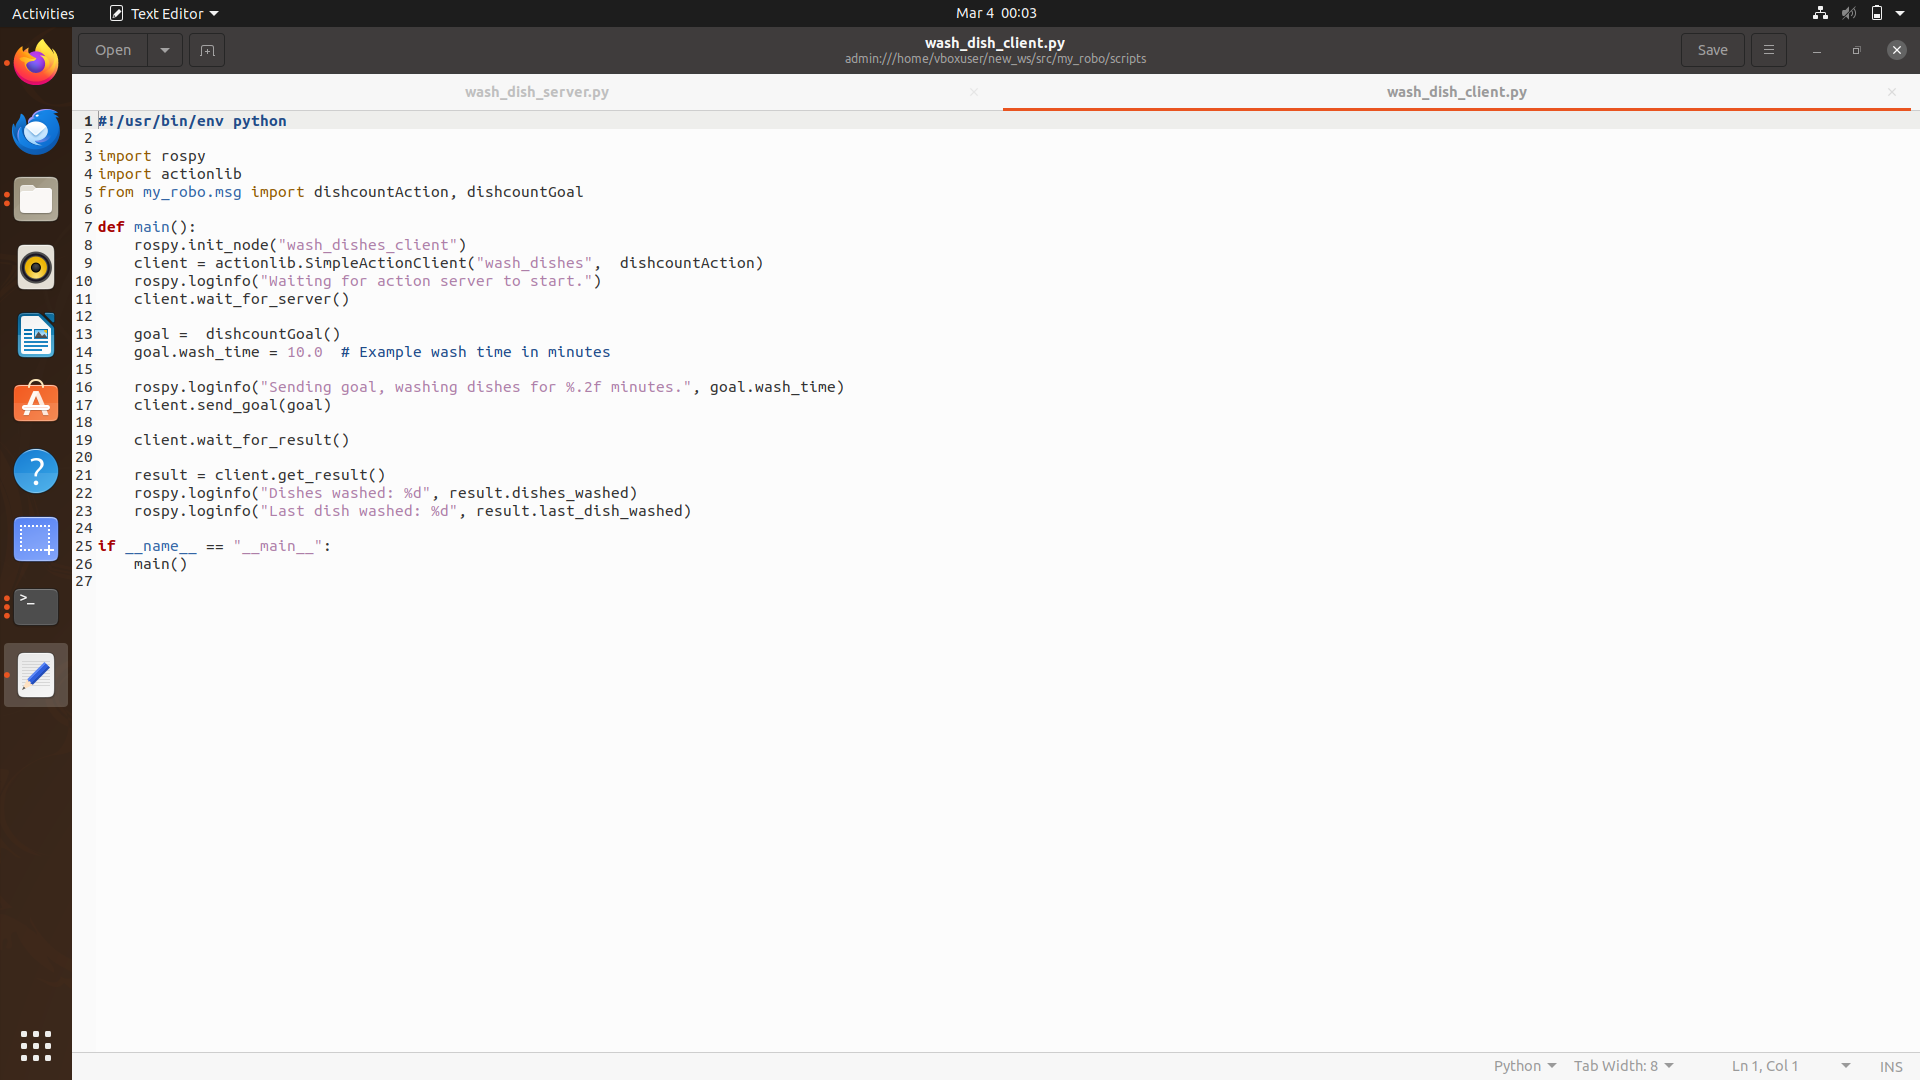 Activities Text Editor Mar 4 00:03
Open wash_dish_client.py Save
admin:///home/vboxuser/new_ws/src/my_robo/scripts
wash_dish_server.py wash_dish_client.py
1 #!/usr/bin/env python
2
3 import rospy
4 import actionlib
5 from my_robo.msg import dishcountAction, dishcountGoal
6
7 def main():
8     rospy.init_node("wash_dishes_client")
9     client = actionlib.SimpleActionClient("wash_dishes",  dishcountAction)
10     rospy.loginfo("Waiting for action server to start.")
11     client.wait_for_server()
12
13     goal =  dishcountGoal()
14     goal.wash_time = 10.0  # Example wash time in minutes
15
16     rospy.loginfo("Sending goal, washing dishes for %.2f minutes.", goal.wash_time)
17     client.send_goal(goal)
18
19     client.wait_for_result()
20
21     result = client.get_result()
22     rospy.loginfo("Dishes washed: %d", result.dishes_washed)
23     rospy.loginfo("Last dish washed: %d", result.last_dish_washed)
24
25 if __name__ == "__main__":
26     main()
27
Python Tab Width: 8 Ln 1, Col 1 INS